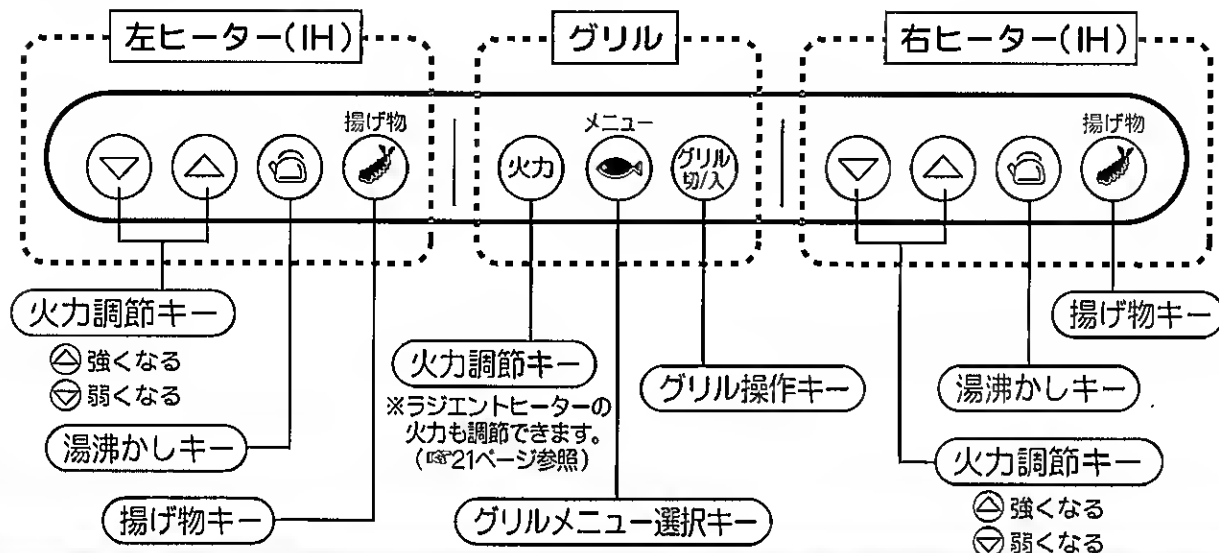 左ヒーター(IH)
グリル
右ヒーター(IH)
揚げ物
メニュー
揚げ物
火力
グリル
切/入
火力調節キー
強くなる
弱くなる
湯沸かしキー
揚げ物キー
火力調節キー
※ラジエントヒーターの
火力も調節できます。
(☞21ページ参照)
グリルメニュー選択キー
グリル操作キー
揚げ物キー
湯沸かしキー
火力調節キー
強くなる
弱くなる